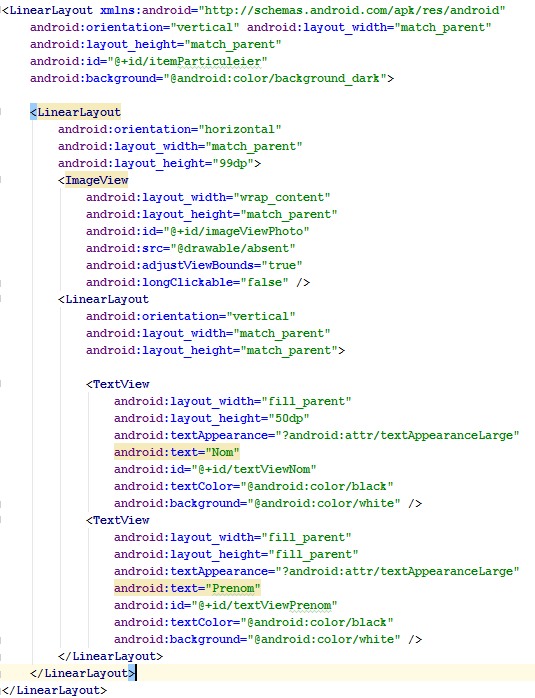 <LinearLayout xmlns:android="http://schemas.android.com/apk/res/android"
    android:orientation="vertical" android:layout_width="match_parent"
    android:layout_height="match_parent"
    android:id="@+id/itemParticuleier"
    android:background="@android:color/background_dark">

    <LinearLayout
        android:orientation="horizontal"
        android:layout_width="match_parent"
        android:layout_height="99dp">
        <ImageView
            android:layout_width="wrap_content"
            android:layout_height="match_parent"
            android:id="@+id/imageViewPhoto"
            android:src="@drawable/absent"
            android:adjustViewBounds="true"
            android:longClickable="false" />
        <LinearLayout
            android:orientation="vertical"
            android:layout_width="match_parent"
            android:layout_height="match_parent">

            <TextView
                android:layout_width="fill_parent"
                android:layout_height="50dp"
                android:textAppearance="?android:attr/textAppearanceLarge"
                android:text="Nom"
                android:id="@+id/textViewNom"
                android:textColor="@android:color/black"
                android:background="@android:color/white" />
            <TextView
                android:layout_width="fill_parent"
                android:layout_height="fill_parent"
                android:textAppearance="?android:attr/textAppearanceLarge"
                android:text="Prenom"
                android:id="@+id/textViewPrenom"
                android:textColor="@android:color/black"
                android:background="@android:color/white" />
        </LinearLayout>
    </LinearLayout>
</LinearLayout>